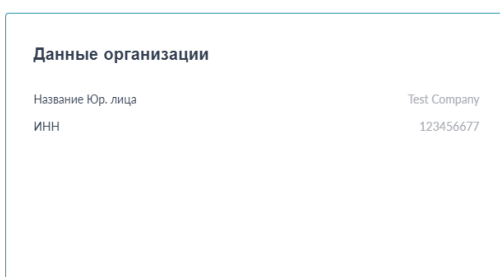 Данные организации
Название Юр. лица Test Company
ИНН 123456677